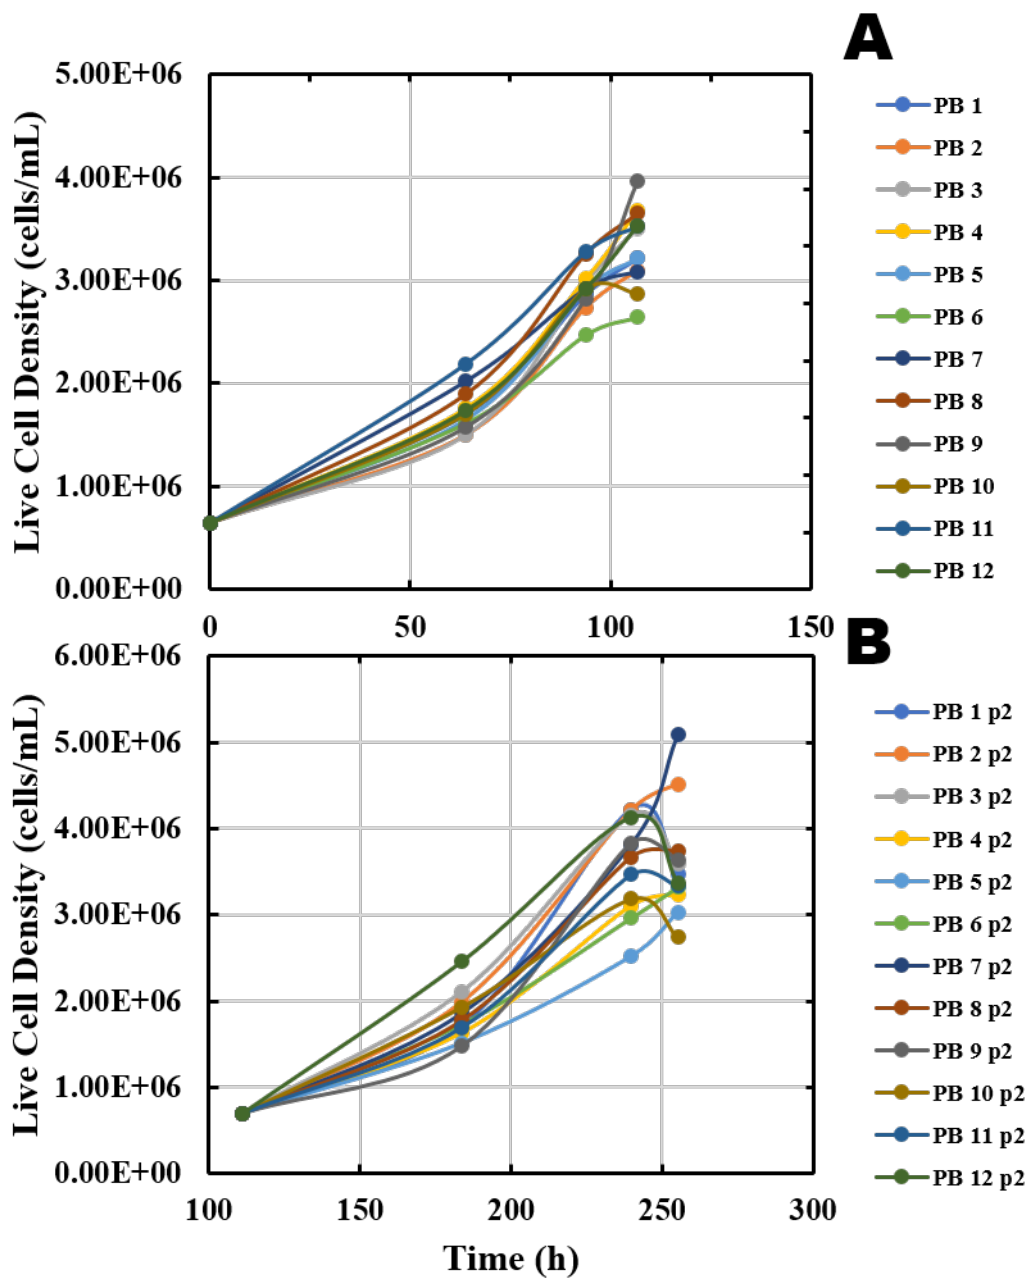 A
Live Cell Density (cells/mL)
5.00E+06
4.00E+06
3.00E+06
2.00E+06
1.00E+06
0.00E+00
0 50 100 150
PB 1
PB 2
PB 3
PB 4
PB 5
PB 6
PB 7
PB 8
PB 9
PB 10
PB 11
PB 12
B
Live Cell Density (cells/mL)
6.00E+06
5.00E+06
4.00E+06
3.00E+06
2.00E+06
1.00E+06
0.00E+00
100 150 200 250 300
Time (h)
PB 1 p2
PB 2 p2
PB 3 p2
PB 4 p2
PB 5 p2
PB 6 p2
PB 7 p2
PB 8 p2
PB 9 p2
PB 10 p2
PB 11 p2
PB 12 p2